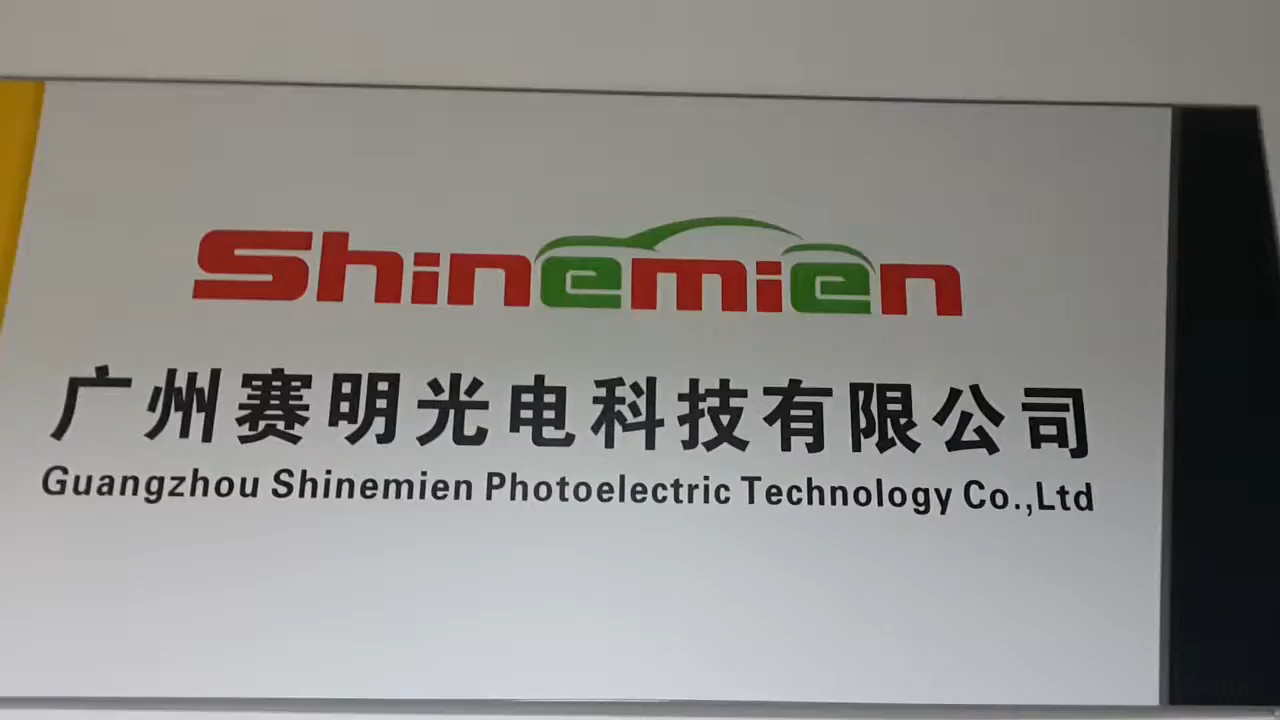 Shinemien
广州赛明光电科技有限公司
Guangzhou Shinemien Photoelectric Technology Co.,Ltd